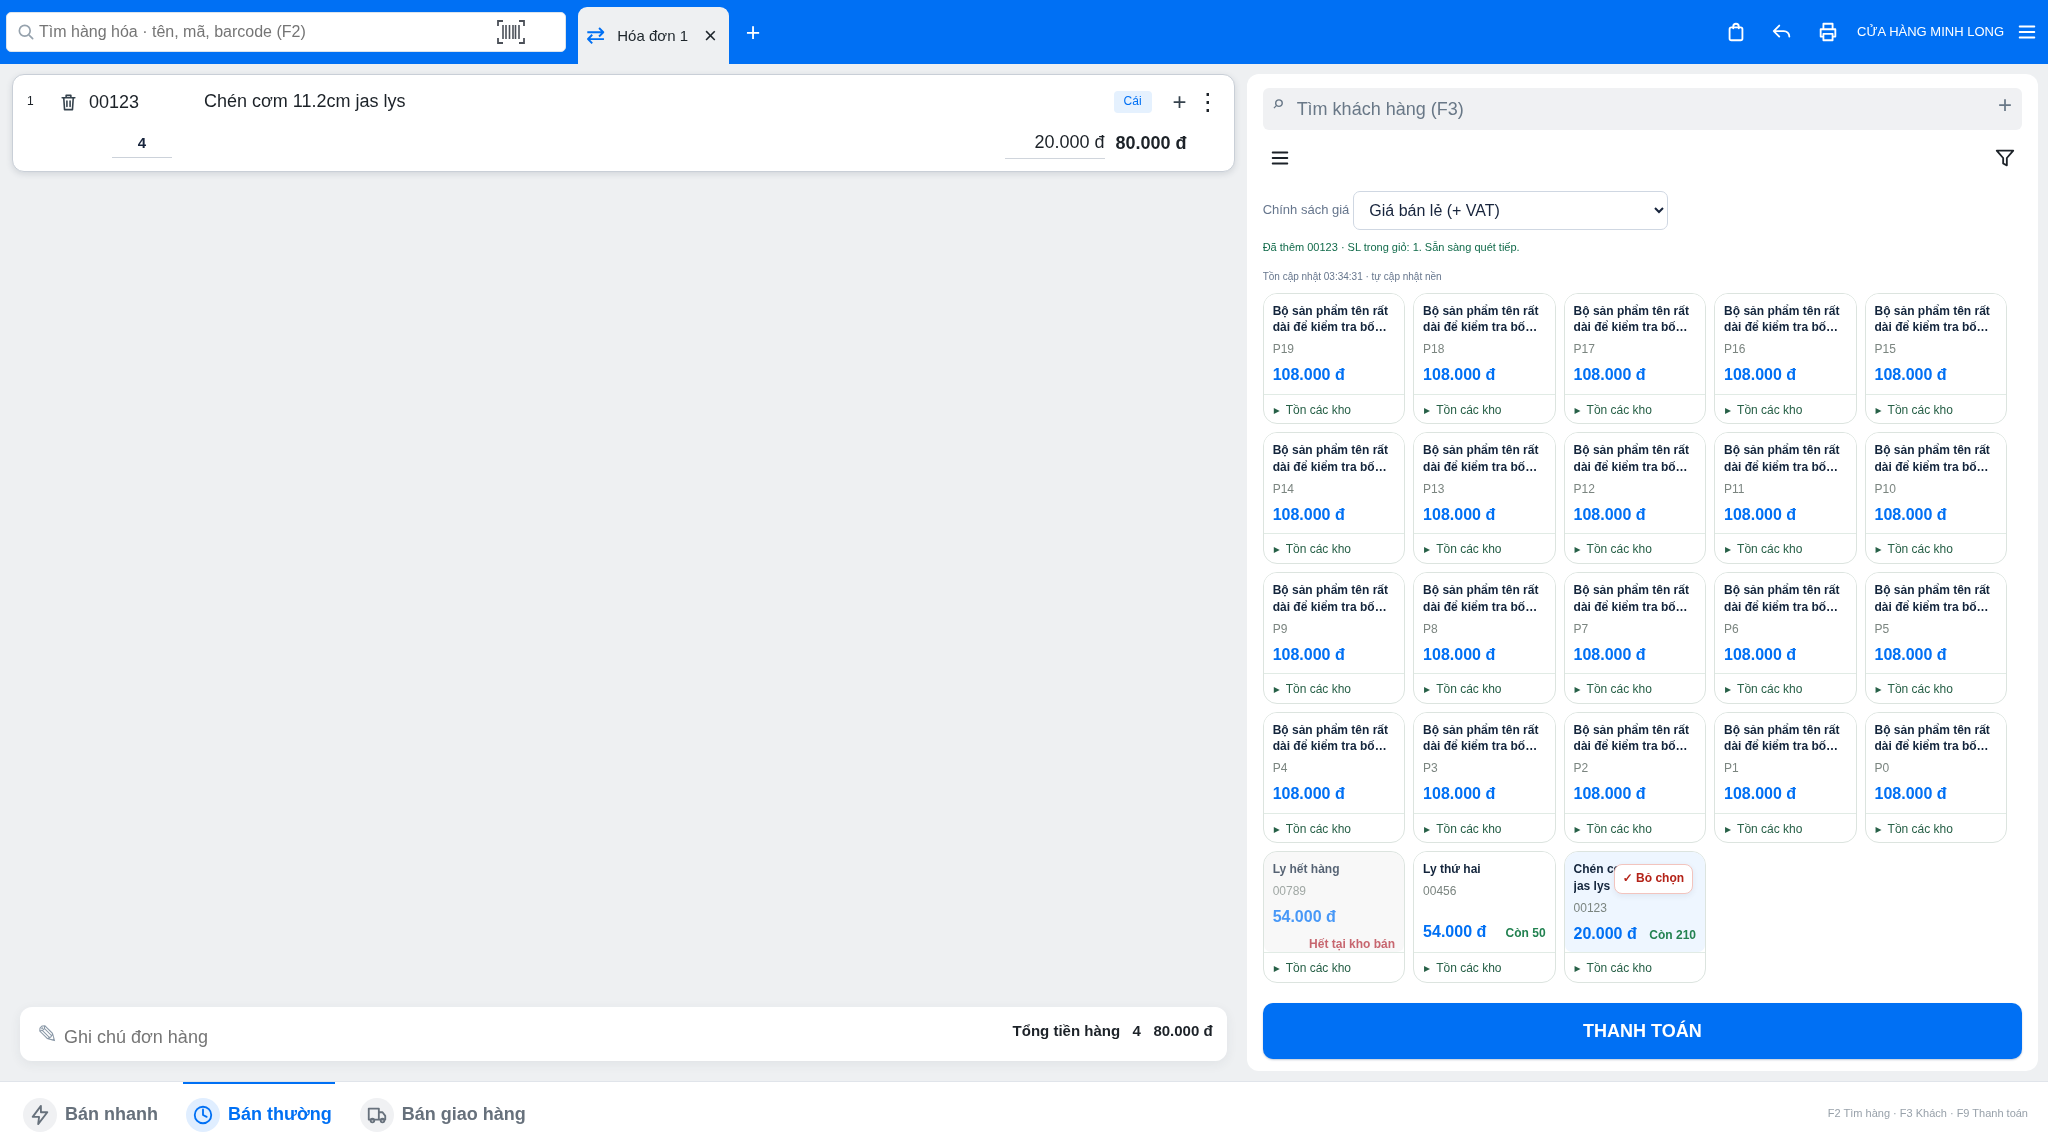 Tìm hàng hóa · tên, mã, barcode (F2)
Hóa đơn 1
CỬA HÀNG MINH LONG
1 00123 Chén cơm 11.2cm jas lys Cái
4 20.000 đ 80.000 đ
Tìm khách hàng (F3)
Chính sách giá Giá bán lẻ (+ VAT)
Đã thêm 00123 · SL trong giỏ: 1. Sẵn sàng quét tiếp.
Tồn cập nhật 03:34:31 · tự cập nhật nền
Bộ sản phẩm tên rất Bộ sản phẩm tên rất Bộ sản phẩm tên rất Bộ sản phẩm tên rất Bộ sản phẩm tên rất
dài để kiểm tra bố... dài để kiểm tra bố... dài để kiểm tra bố... dài để kiểm tra bố... dài để kiểm tra bố...
P19 P18 P17 P16 P15
108.000 đ 108.000 đ 108.000 đ 108.000 đ 108.000 đ
▸ Tồn các kho ▸ Tồn các kho ▸ Tồn các kho ▸ Tồn các kho ▸ Tồn các kho
Bộ sản phẩm tên rất Bộ sản phẩm tên rất Bộ sản phẩm tên rất Bộ sản phẩm tên rất Bộ sản phẩm tên rất
dài để kiểm tra bố... dài để kiểm tra bố... dài để kiểm tra bố... dài để kiểm tra bố... dài để kiểm tra bố...
P14 P13 P12 P11 P10
108.000 đ 108.000 đ 108.000 đ 108.000 đ 108.000 đ
▸ Tồn các kho ▸ Tồn các kho ▸ Tồn các kho ▸ Tồn các kho ▸ Tồn các kho
Bộ sản phẩm tên rất Bộ sản phẩm tên rất Bộ sản phẩm tên rất Bộ sản phẩm tên rất Bộ sản phẩm tên rất
dài để kiểm tra bố... dài để kiểm tra bố... dài để kiểm tra bố... dài để kiểm tra bố... dài để kiểm tra bố...
P9 P8 P7 P6 P5
108.000 đ 108.000 đ 108.000 đ 108.000 đ 108.000 đ
▸ Tồn các kho ▸ Tồn các kho ▸ Tồn các kho ▸ Tồn các kho ▸ Tồn các kho
Bộ sản phẩm tên rất Bộ sản phẩm tên rất Bộ sản phẩm tên rất Bộ sản phẩm tên rất Bộ sản phẩm tên rất
dài để kiểm tra bố... dài để kiểm tra bố... dài để kiểm tra bố... dài để kiểm tra bố... dài để kiểm tra bố...
P4 P3 P2 P1 P0
108.000 đ 108.000 đ 108.000 đ 108.000 đ 108.000 đ
▸ Tồn các kho ▸ Tồn các kho ▸ Tồn các kho ▸ Tồn các kho ▸ Tồn các kho
Ly hết hàng Ly thứ hai Chén
00789 00456 jas lys ✓ Bỏ chọn
00123
54.000 đ 54.000 đ Còn 50 20.000 đ Còn 210
Hết tại kho bán
▸ Tồn các kho ▸ Tồn các kho ▸ Tồn các kho
Ghi chú đơn hàng
Tổng tiền hàng 4 80.000 đ
THANH TOÁN
Bán nhanh Bán thường Bán giao hàng
F2 Tìm hàng · F3 Khách · F9 Thanh toán